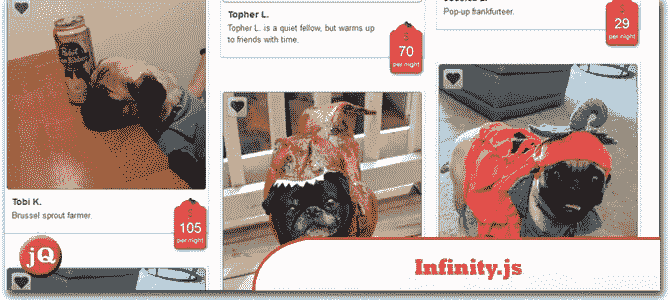 Topher L.
Topher L. is a quiet fellow, but warms up
to friends with time.
70
per night
Pop-up frankfurteer.
29
per night
Tobi K.
Brussel sprout farmer.
105
per night
jQ
Infinity.js